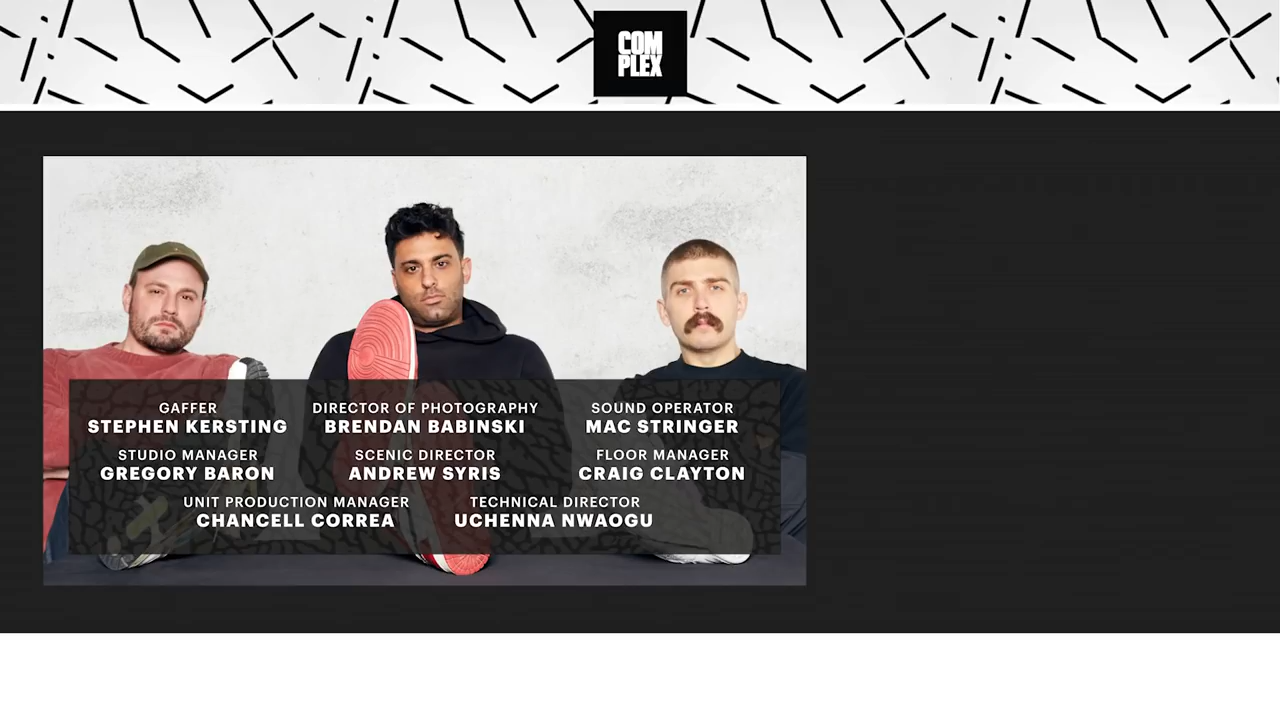 COM
PLEX
GAFFER
STEPHEN KERSTING
DIRECTOR OF PHOTOGRAPHY
BRENDAN BABINSKI
SOUND OPERATOR
MAC STRINGER
STUDIO MANAGER
GREGORY BARON
SCENIC DIRECTOR
ANDREW SYRIS
FLOOR MANAGER
CRAIG CLAYTON
UNIT PRODUCTION MANAGER
CHANCELL CORREA
TECHNICAL DIRECTOR
UCHENNA NWAOGU